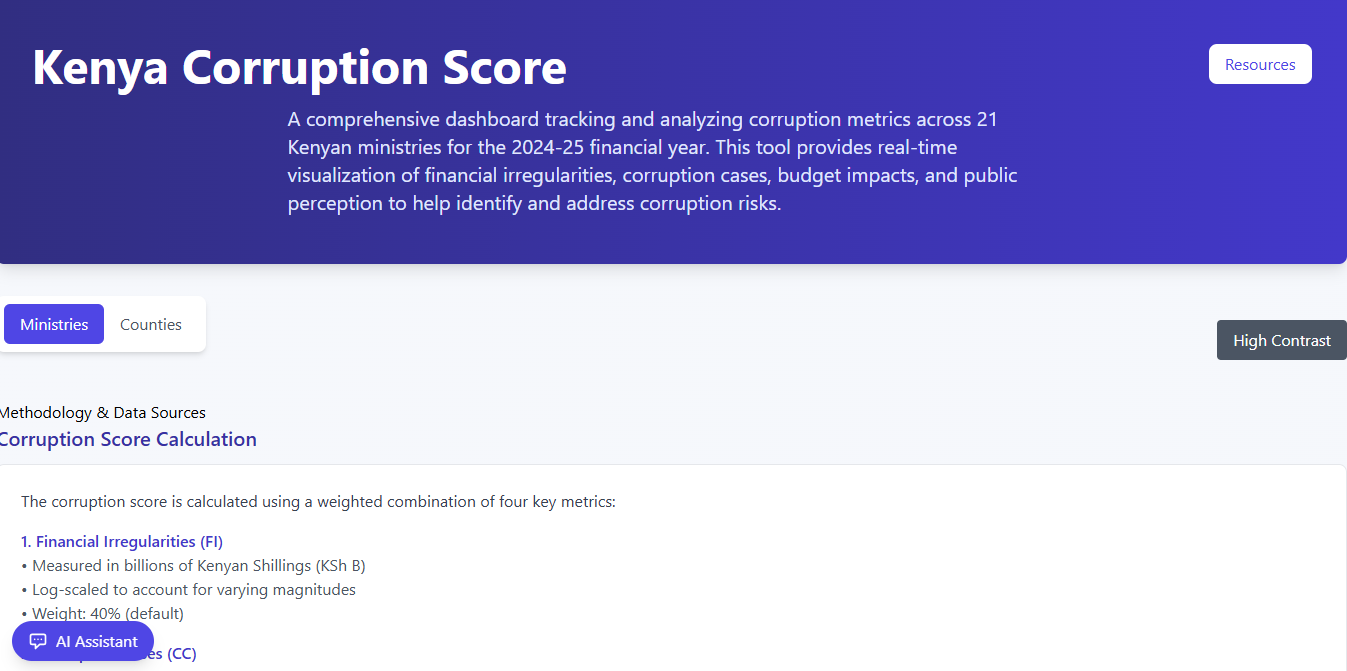 Kenya Corruption Score
Resources
A comprehensive dashboard tracking and analyzing corruption metrics across 21
Kenyan ministries for the 2024-25 financial year. This tool provides real-time
visualization of financial irregularities, corruption cases, budget impacts, and public
perception to help identify and address corruption risks.
Ministries
Counties
High Contrast
Methodology & Data Sources
Corruption Score Calculation
The corruption score is calculated using a weighted combination of four key metrics:
1. Financial Irregularities (FI)
• Measured in billions of Kenyan Shillings (KSh B)
• Log-scaled to account for varying magnitudes
• Weight: 40% (default)
AI Assistant
(CC)